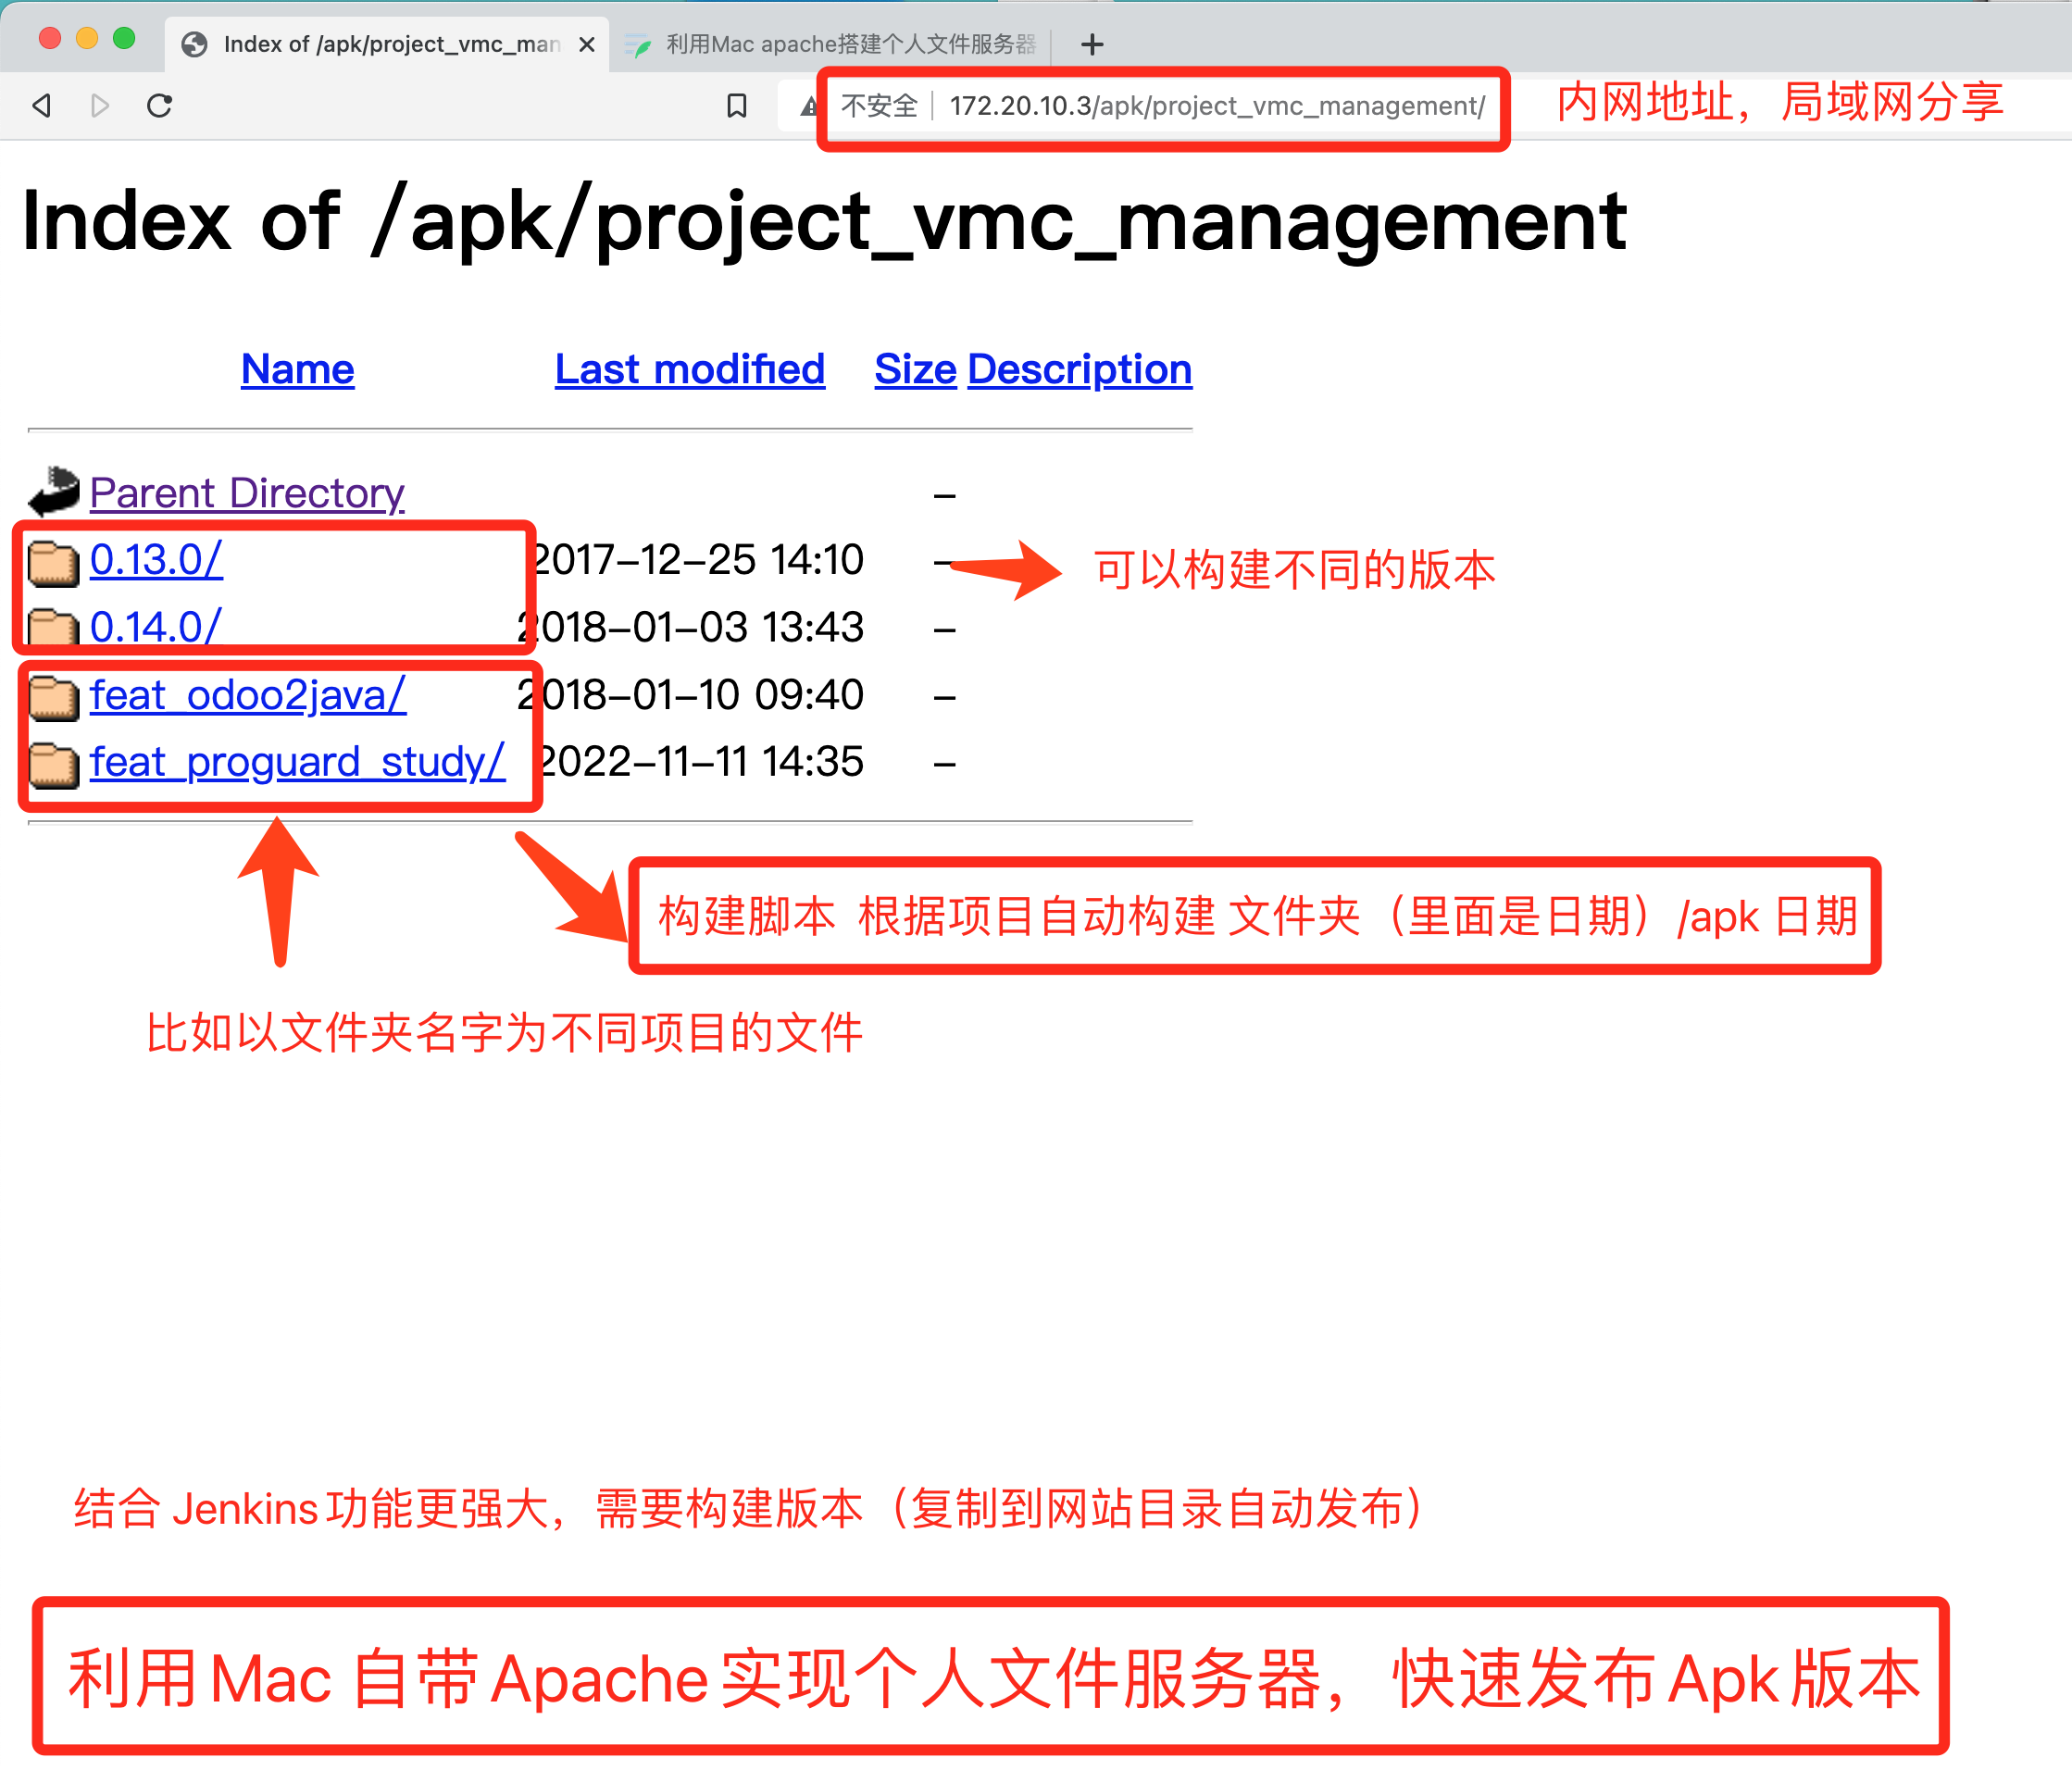 Index of /apk/project_vmc_man
利用Mac apache搭建个人文件服务器
不安全 172.20.10.3/apk/project_vmc_management/
内网地址，局域网分享
Index of /apk/project_vmc_management
Name Last modified Size Description
Parent Directory –
0.13.0/ 2017-12-25 14:10 –
可以构建不同的版本
0.14.0/ 2018-01-03 13:43 –
feat_odoo2java/ 2018-01-10 09:40 –
feat_proguard_study/ 2022-11-11 14:35 –
构建脚本 根据项目自动构建 文件夹（里面是日期）/apk 日期
比如以文件夹名字为不同项目的文件
结合 Jenkins 功能更强大，需要构建版本（复制到网站目录自动发布）
利用 Mac 自带 Apache 实现个人文件服务器， 快速发布 Apk 版本